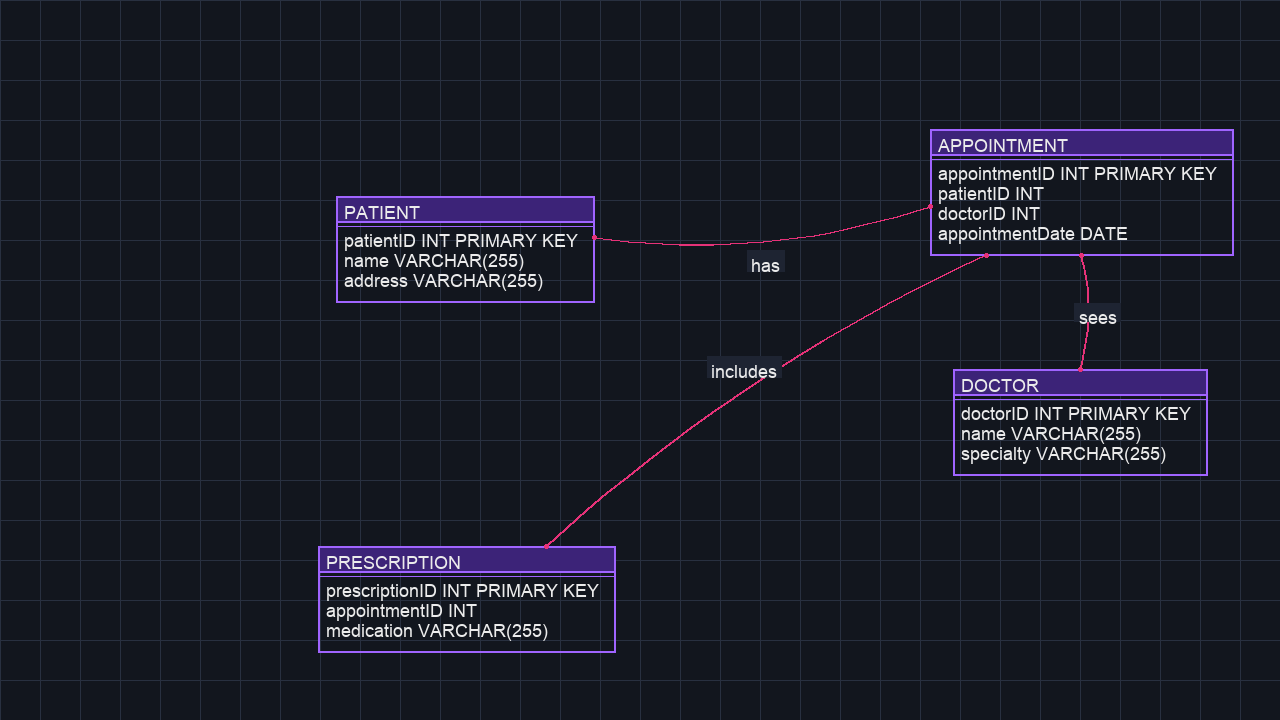 APPOINTMENT
appointmentID INT PRIMARY KEY
patientID INT
doctorID INT
appointmentDate DATE
PATIENT
patientID INT PRIMARY KEY
name VARCHAR(255)
address VARCHAR(255)
has
sees
includes
DOCTOR
doctorID INT PRIMARY KEY
name VARCHAR(255)
specialty VARCHAR(255)
PRESCRIPTION
prescriptionID INT PRIMARY KEY
appointmentID INT
medication VARCHAR(255)